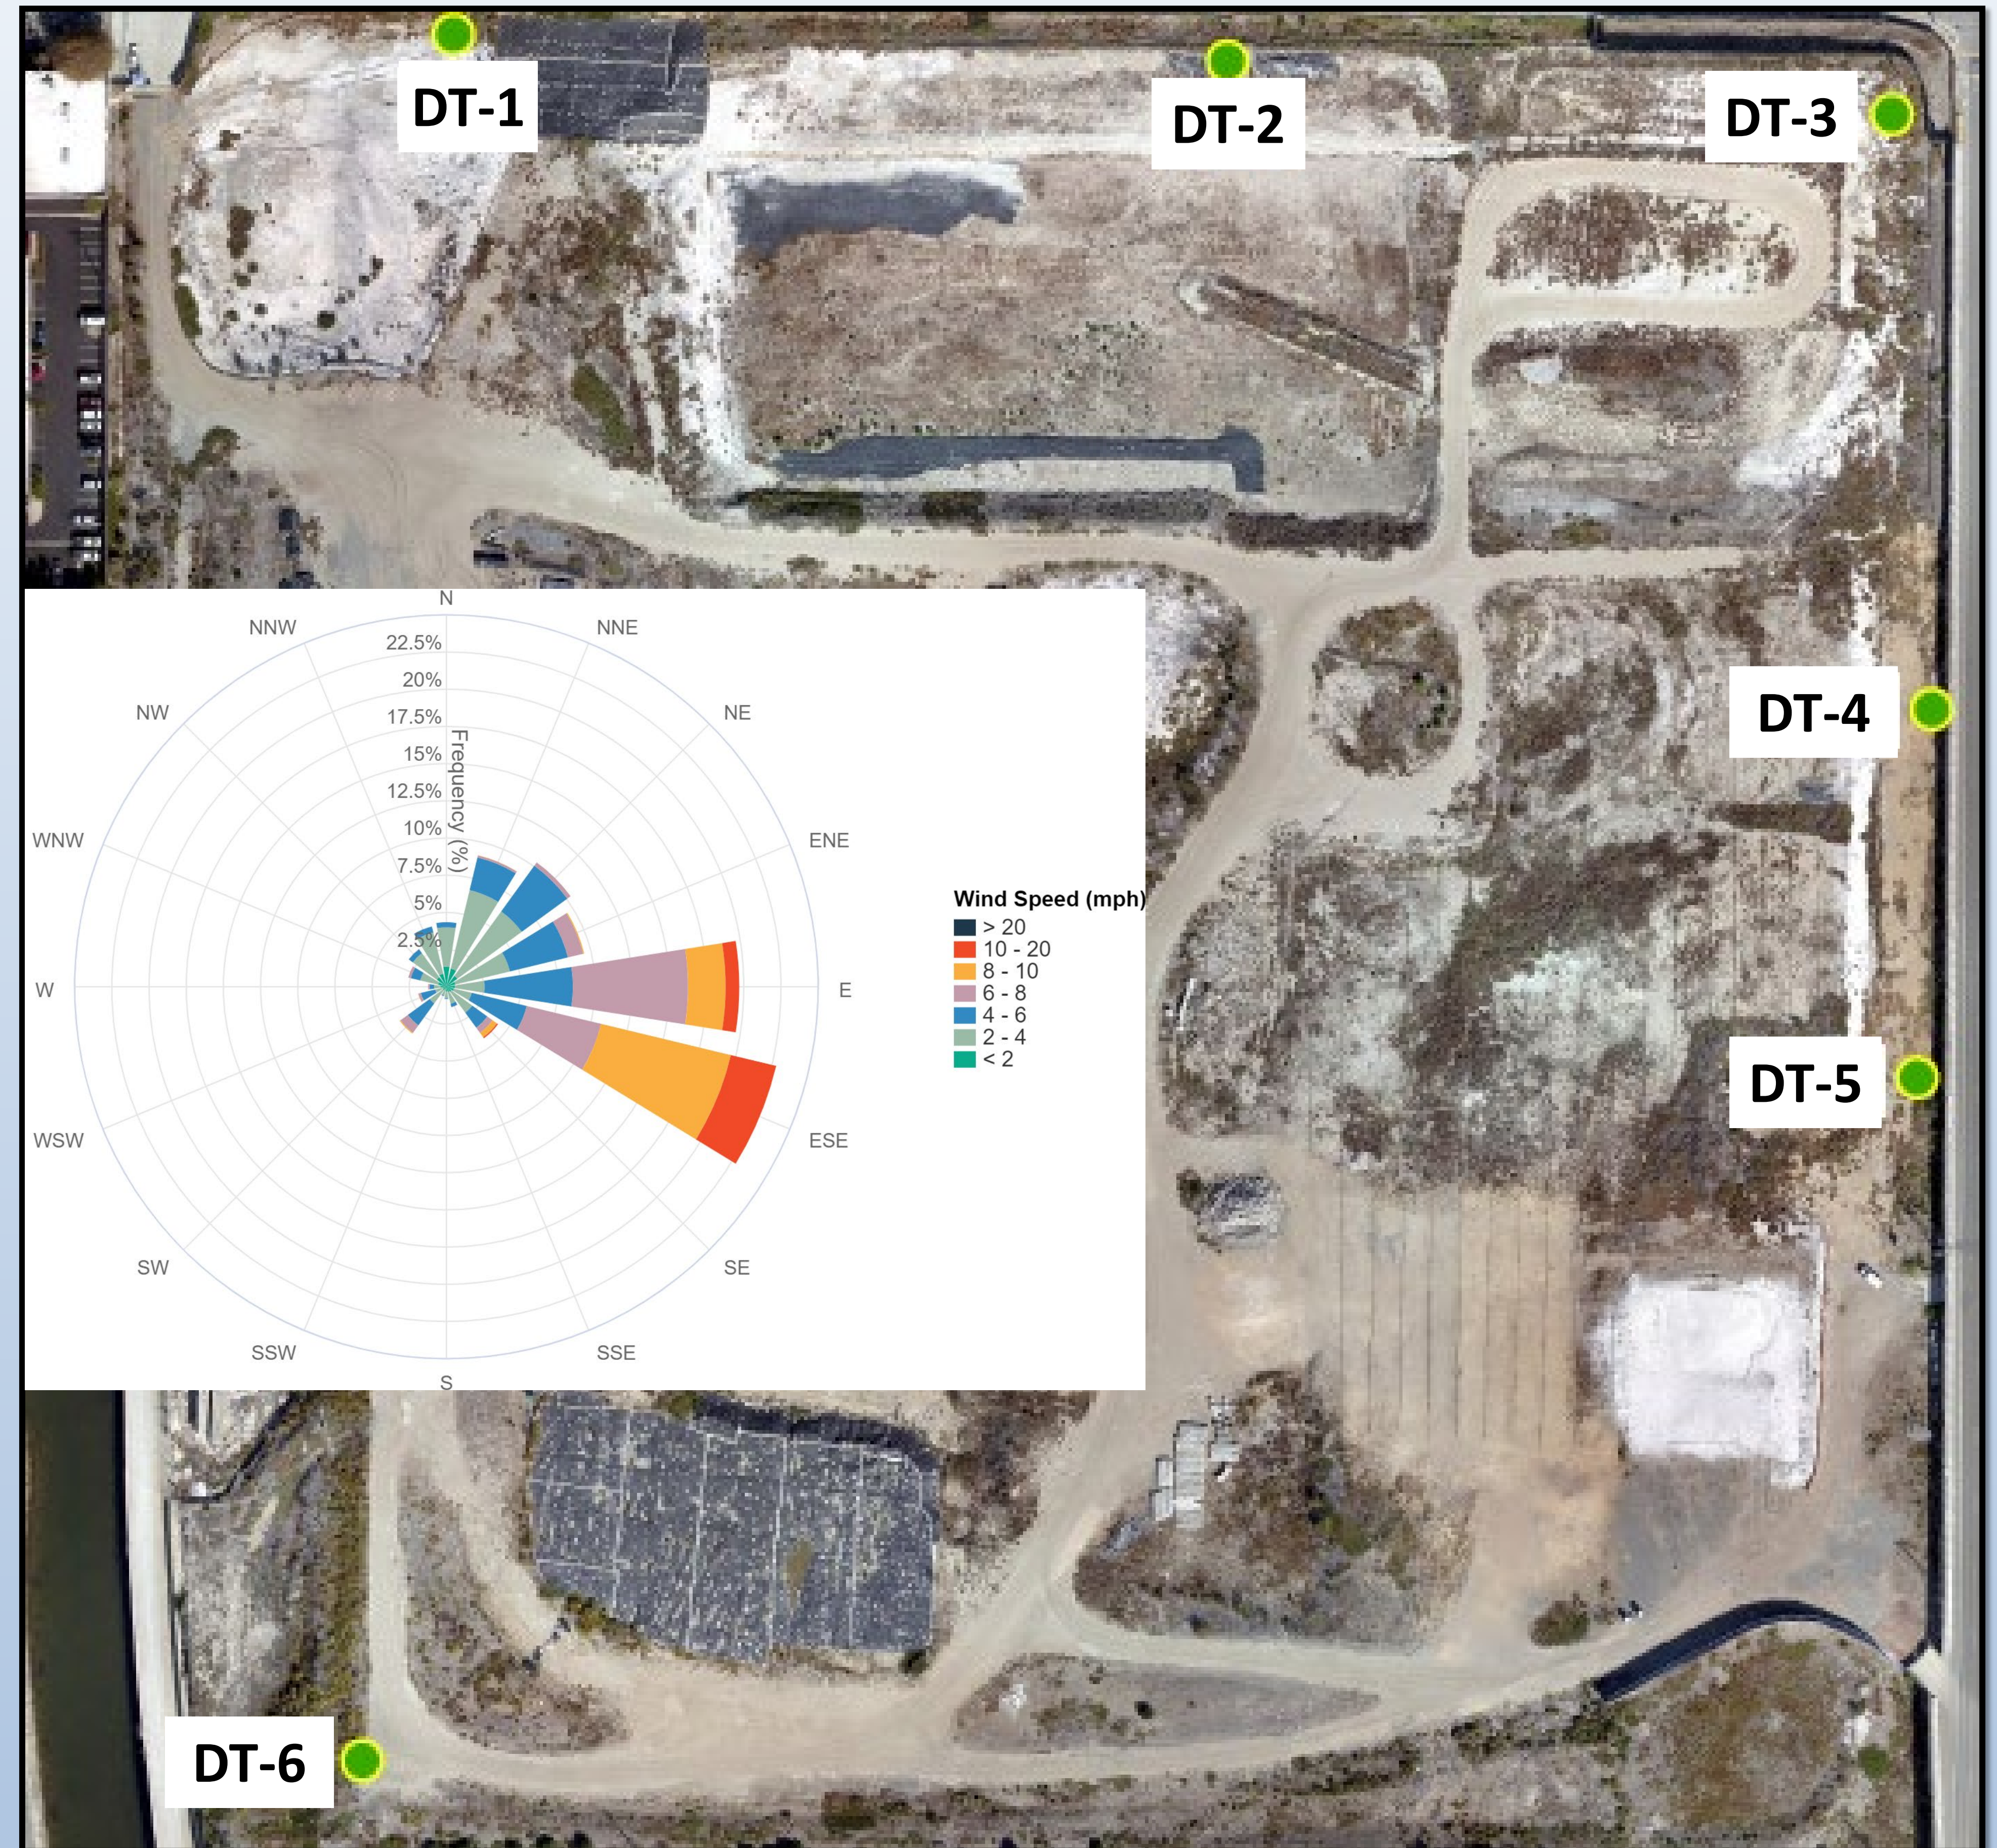 DT-1
DT-2
DT-3
DT-4
DT-5
DT-6
N
NNE
NE
ENE
E
ESE
SE
SSE
S
SSW
SW
WSW
W
WNW
NW
NNW
22.5%
20%
17.5%
15%
12.5%
10%
7.5%
5%
2.5%
Frequency (%)
Wind Speed (mph)
> 20
10 - 20
8 - 10
6 - 8
4 - 6
2 - 4
< 2